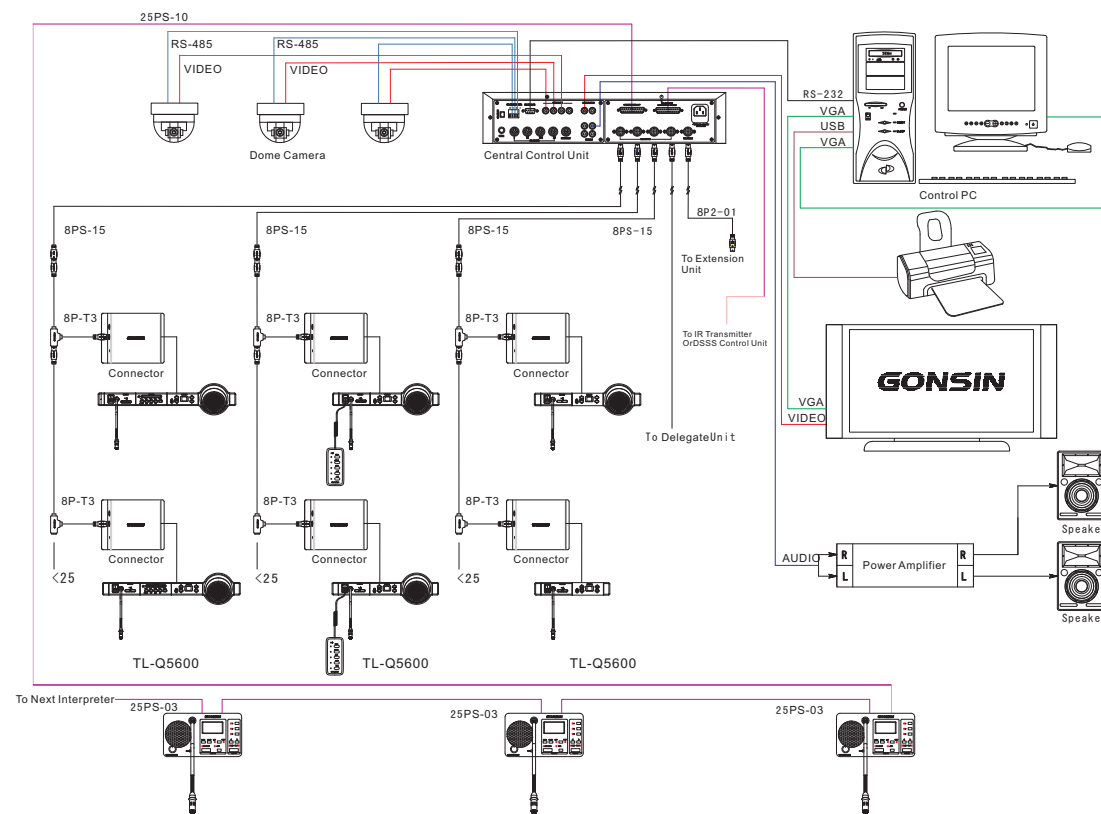 25PS-10
RS-485
RS-485
VIDEO
VIDEO
Dome Camera
Central Control Unit
RS-232
VGA
USB
VGA
Control PC
8PS-15
8PS-15
8PS-15
8PS-15
8P2-01
To Extension
Unit
To IR Transmitter
OrDSSS Control Unit
8P-T3
8P-T3
8P-T3
Connector
Connector
Connector
GONSIN
VGA
VIDEO
To DelegateUnit
8P-T3
8P-T3
8P-T3
Connector
Connector
Connector
<25
<25
<25
AUDIO
R
L
Power Amplifier
R
L
Speake
Speake
TL-Q5600
TL-Q5600
TL-Q5600
To Next Interpreter
25PS-03
25PS-03
25PS-03